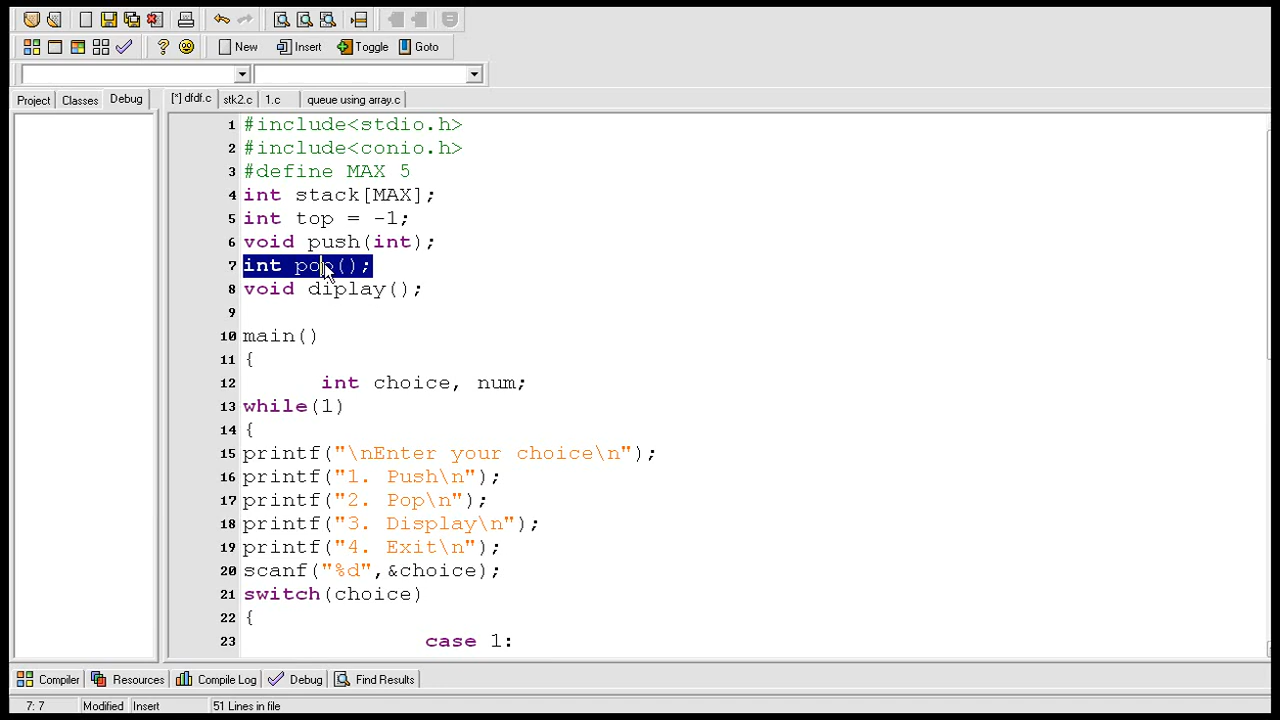 New Insert Toggle Goto
Project Classes Debug [*] dfdf.c stk2.c 1.c queue using array.c
1 #include<stdio.h>
2 #include<conio.h>
3 #define MAX 5
4 int stack[MAX];
5 int top = -1;
6 void push(int);
7 int pop();
8 void diplay();
9
10 main()
11 {
12 int choice, num;
13 while(1)
14 {
15 printf("\nEnter your choice\n");
16 printf("1. Push\n");
17 printf("2. Pop\n");
18 printf("3. Display\n");
19 printf("4. Exit\n");
20 scanf("%d",&choice);
21 switch(choice)
22 {
23 case 1:
Compiler Resources Compile Log Debug Find Results
7: 7 Modified Insert 51 Lines in file